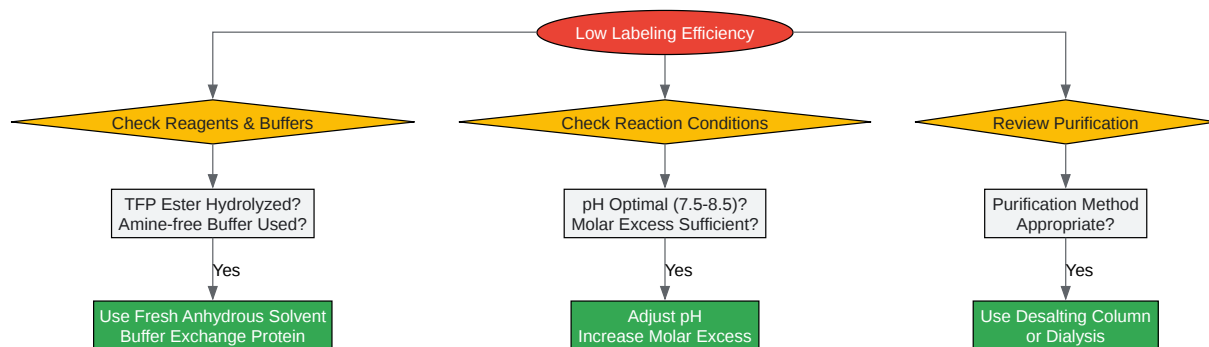 Low Labeling Efficiency
Check Reagents & Buffers
Check Reaction Conditions
Review Purification
TFP Ester Hydrolyzed?
Amine-free Buffer Used?
pH Optimal (7.5-8.5)?
Molar Excess Sufficient?
Purification Method
Appropriate?
Yes
Yes
Yes
Use Fresh Anhydrous Solvent
Buffer Exchange Protein
Adjust pH
Increase Molar Excess
Use Desalting Column
or Dialysis